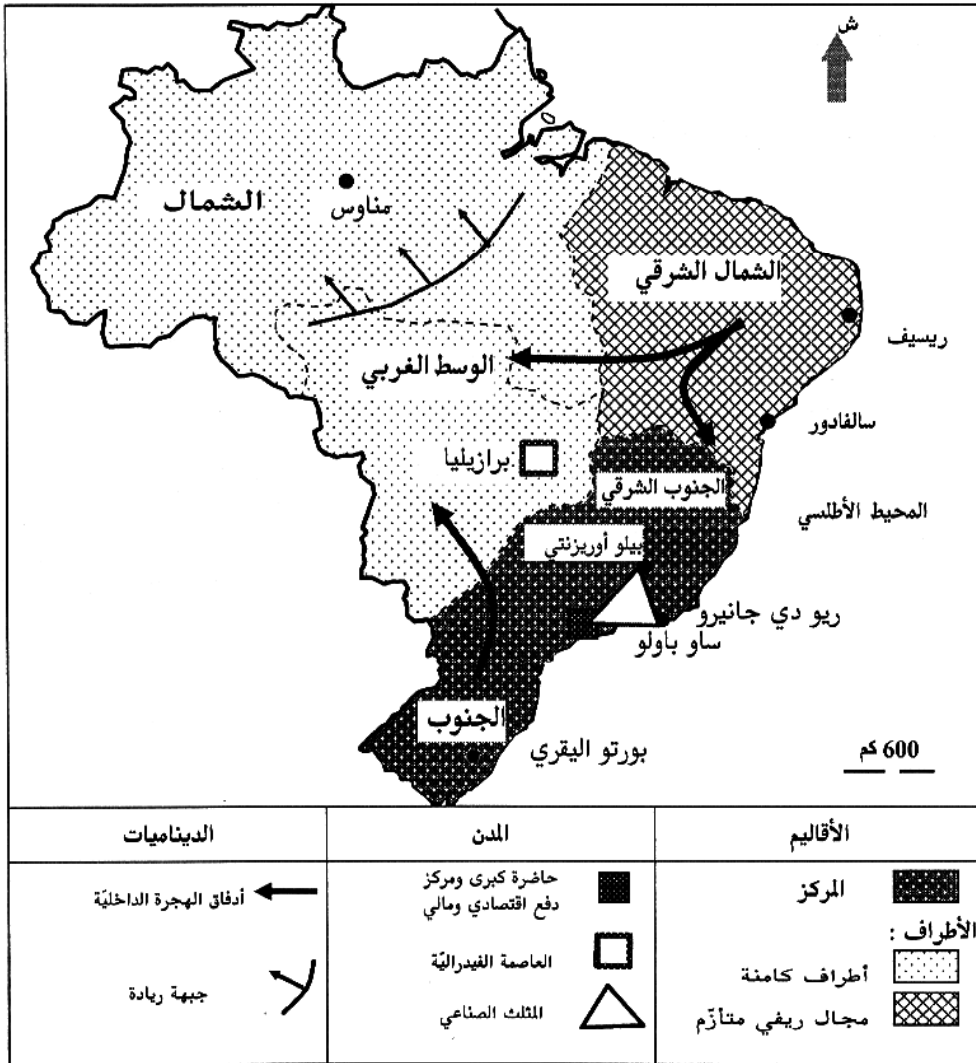 ش
الشمال
مناوس
الشمال الشرقي
ريسيف
الوسط الغربي
سالفادور
برازيليا
الجنوب الشرقي
المحيط الأطلسي
بيلو أوريزنتي
ريو دي جانيرو
ساو باولو
الجنوب
بورتو اليقري
600 كم
الأقاليم
المدن
الديناميات
المركز
الأطراف :
أطراف كامنة
مجال ريفي متأزّم
حاضرة كبرى ومركز
دفع اقتصادي ومالي
العاصمة الفيدراليّة
المثلث الصناعي
أدفاق الهجرة الداخليّة
جبهة ريادة